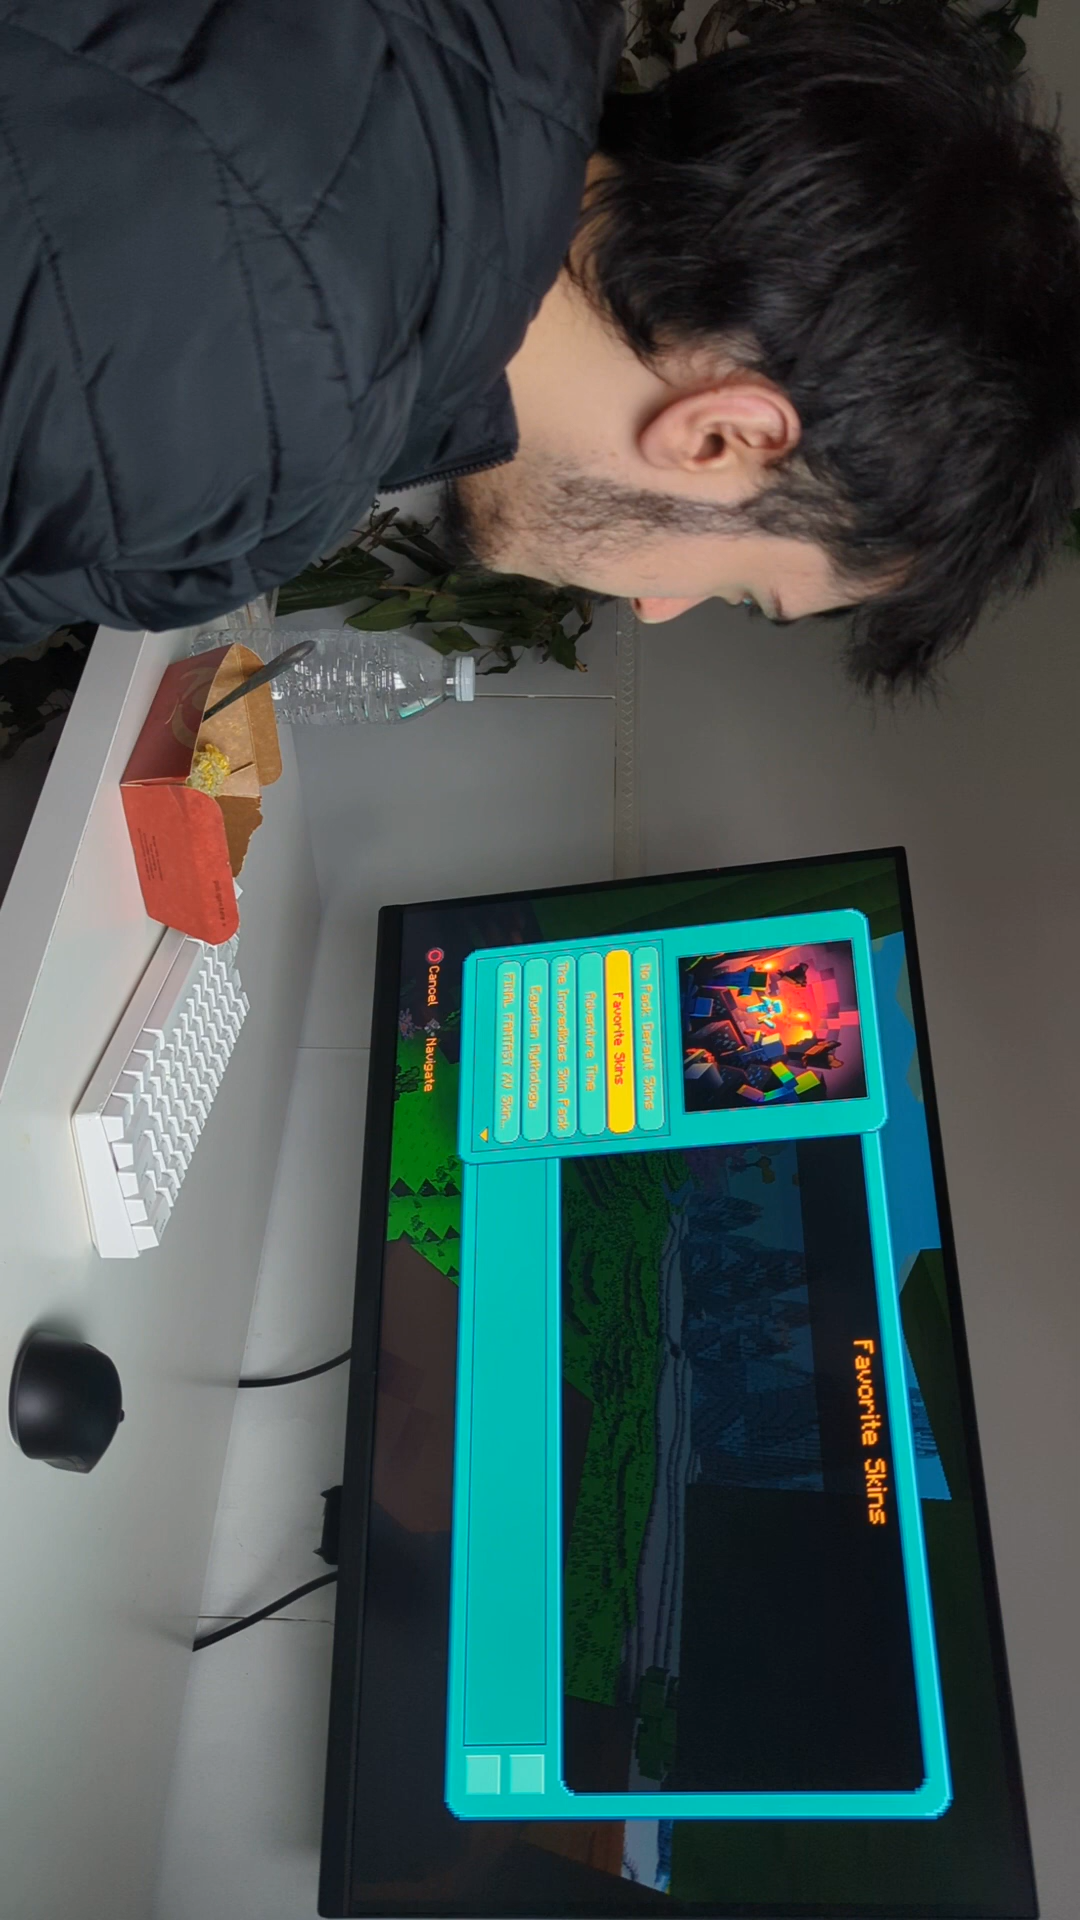 Favorite Skins
No Pack Default Skins
Favorite Skins
Adventure Time
The Incredibles Skin Pack
Egyptian Mythology
FINAL FANTASY XV Skin...
Cancel
Navigate